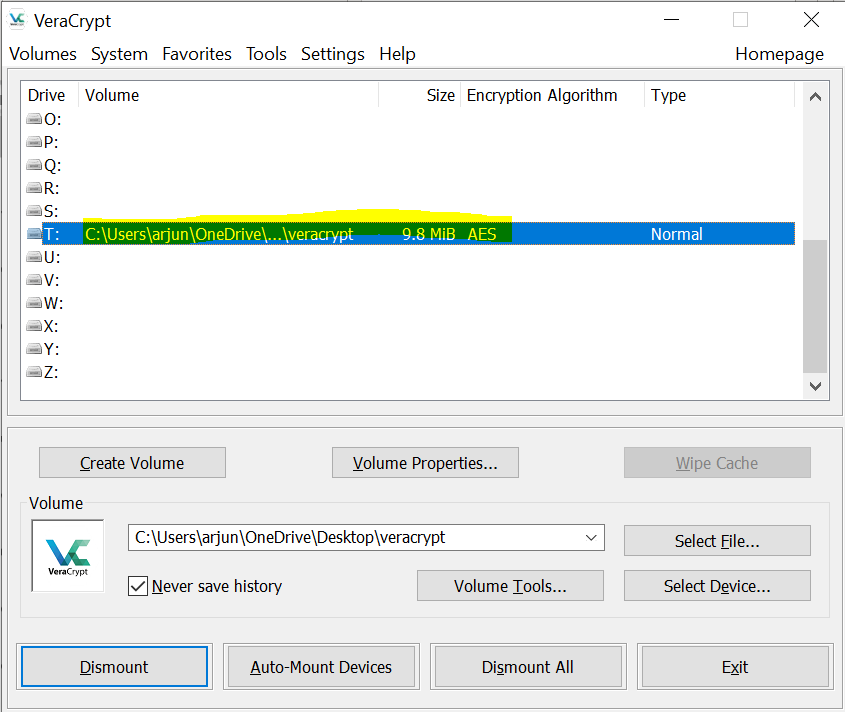 VeraCrypt
Volumes System Favorites Tools Settings Help Homepage
Drive Volume Size Encryption Algorithm Type
O:
P:
Q:
R:
S:
T: C:\Users\arjun\OneDrive\...\veracrypt 9.8 MiB AES Normal
U:
V:
W:
X:
Y:
Z:
Create Volume Volume Properties... Wipe Cache
Volume
C:\Users\arjun\OneDrive\Desktop\veracrypt Select File...
VeraCrypt
Never save history Volume Tools... Select Device...
Dismount Auto-Mount Devices Dismount All Exit